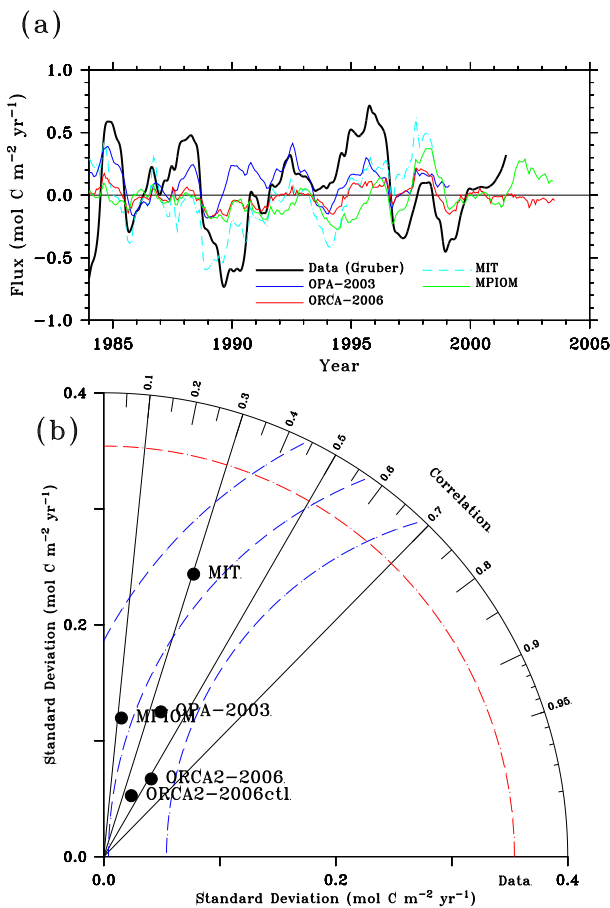 (a)
Flux (mol C m−2 yr−1)
1.0
0.5
0.0
−0.5
−1.0
Data (Gruber)
OPA−2003
ORCA−2006
MIT
MPIOM
1985 1990 1995 2000 2005
Year
(b)
Standard Deviation (mol C m−2 yr−1)
0.4
0.2
0.0
0.1
0.2
0.3
0.4
0.5
0.6
0.7
0.8
0.9
0.95
Correlation
MIT
MPIOM
OPA−2003
ORCA2−2006
ORCA2−2006ctl
0.0 0.2 Data 0.4
Standard Deviation (mol C m−2 yr−1)